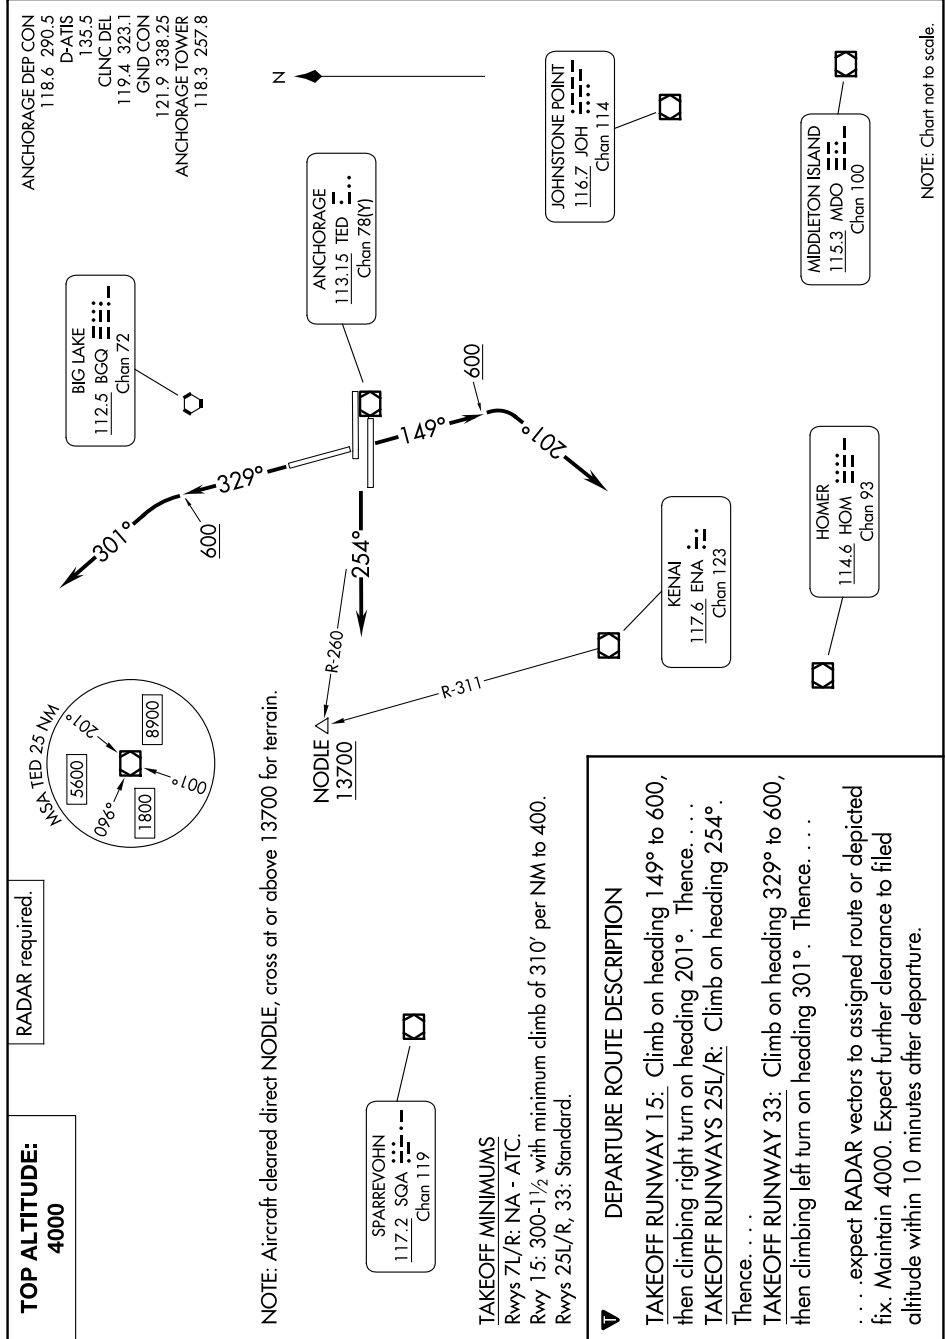 TOP ALTITUDE:
4000
RADAR required.
ANCHORAGE DEP CON
118.6 290.5
D-ATIS
135.5
CLNC DEL
119.4 323.1
GND CON
121.9 338.25
ANCHORAGE TOWER
118.3 257.8
MSA TED 25 NM
201°
5600
8900
096°
1800
001°
BIG LAKE
112.5 BGQ
Chan 72
N
301°
600
329°
ANCHORAGE
113.15 TED
Chan 78(Y)
NOTE: Aircraft cleared direct NODLE, cross at or above 13700 for terrain.
NODLE
13700
R-260
254°
149°
600
201°
R-311
SPARREVOHN
117.2 SQA
Chan 119
JOHNSTONE POINT
116.7 JOH
Chan 114
KENAI
117.6 ENA
Chan 123
HOMER
114.6 HOM
Chan 93
MIDDLETON ISLAND
115.3 MDO
Chan 100
NOTE: Chart not to scale.
TAKEOFF MINIMUMS
Rwys 7L/R: NA - ATC.
Rwy 15: 300-1½ with minimum climb of 310' per NM to 400.
Rwys 25L/R, 33: Standard.
T
DEPARTURE ROUTE DESCRIPTION
TAKEOFF RUNWAY 15: Climb on heading 149° to 600,
then climbing right turn on heading 201°. Thence. . . .
TAKEOFF RUNWAYS 25L/R: Climb on heading 254°.
Thence. . . .
TAKEOFF RUNWAY 33: Climb on heading 329° to 600,
then climbing left turn on heading 301°. Thence. . . .
. . . .expect RADAR vectors to assigned route or depicted
fix. Maintain 4000. Expect further clearance to filed
altitude within 10 minutes after departure.